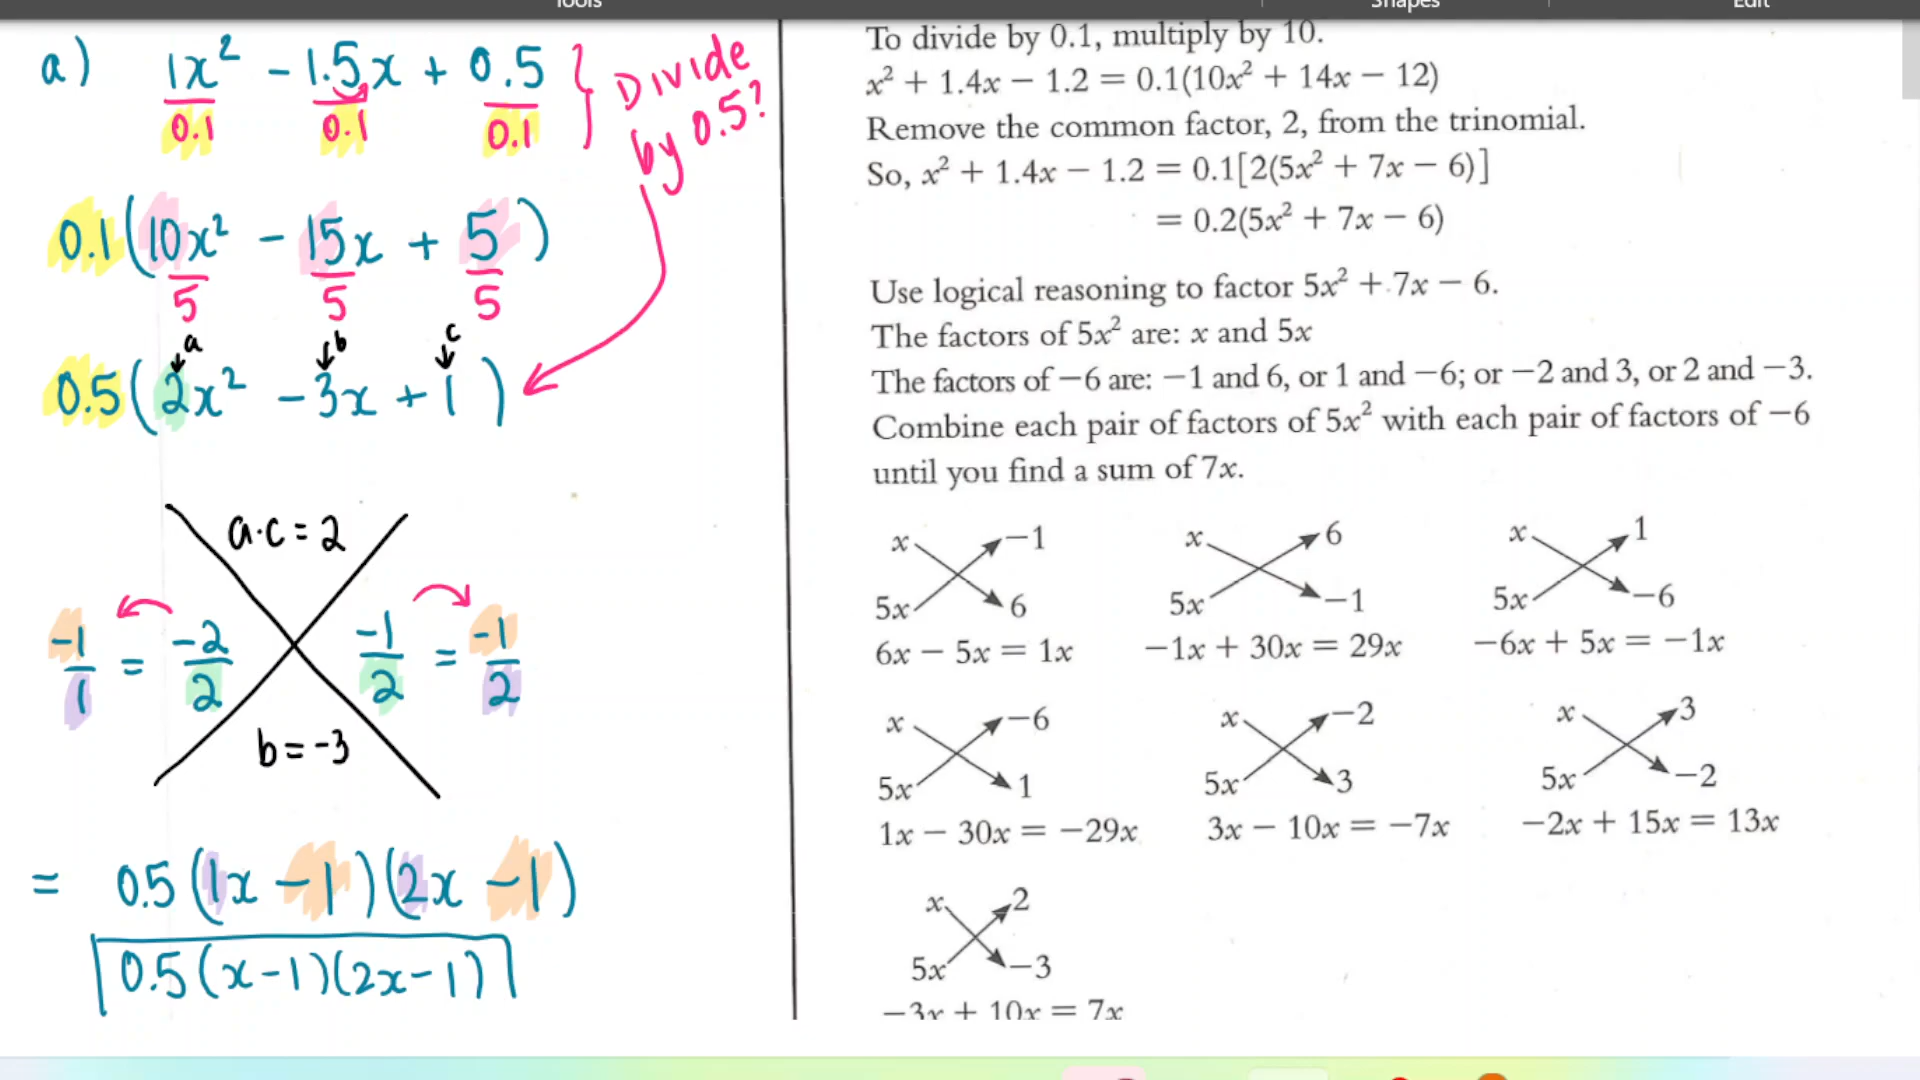 Tools
Shapes
Edit
a) 1x² - 1.5x + 0.5
0.1 0.1 0.1
Divide
by 0.5?
0.1(10x² - 15x + 5)
5 5 5
a b c
0.5(2x² - 3x + 1)
a·c = 2
-1/1 = -2/2 -1/2 = -1/2
b = -3
= 0.5(1x - 1)(2x - 1)
0.5(x-1)(2x-1)
To divide by 0.1, multiply by 10.
x² + 1.4x − 1.2 = 0.1(10x² + 14x − 12)
Remove the common factor, 2, from the trinomial.
So, x² + 1.4x − 1.2 = 0.1[2(5x² + 7x − 6)]
= 0.2(5x² + 7x − 6)
Use logical reasoning to factor 5x² + 7x − 6.
The factors of 5x² are: x and 5x
The factors of −6 are: −1 and 6, or 1 and −6; or −2 and 3, or 2 and −3.
Combine each pair of factors of 5x² with each pair of factors of −6
until you find a sum of 7x.
x −1 x 6 x 1
5x 6 5x −1 5x −6
6x − 5x = 1x −1x + 30x = 29x −6x + 5x = −1x
x −6 x −2 x 3
5x 1 5x 3 5x −2
1x − 30x = −29x 3x − 10x = −7x −2x + 15x = 13x
x 2
5x −3
−3x + 10x = 7x